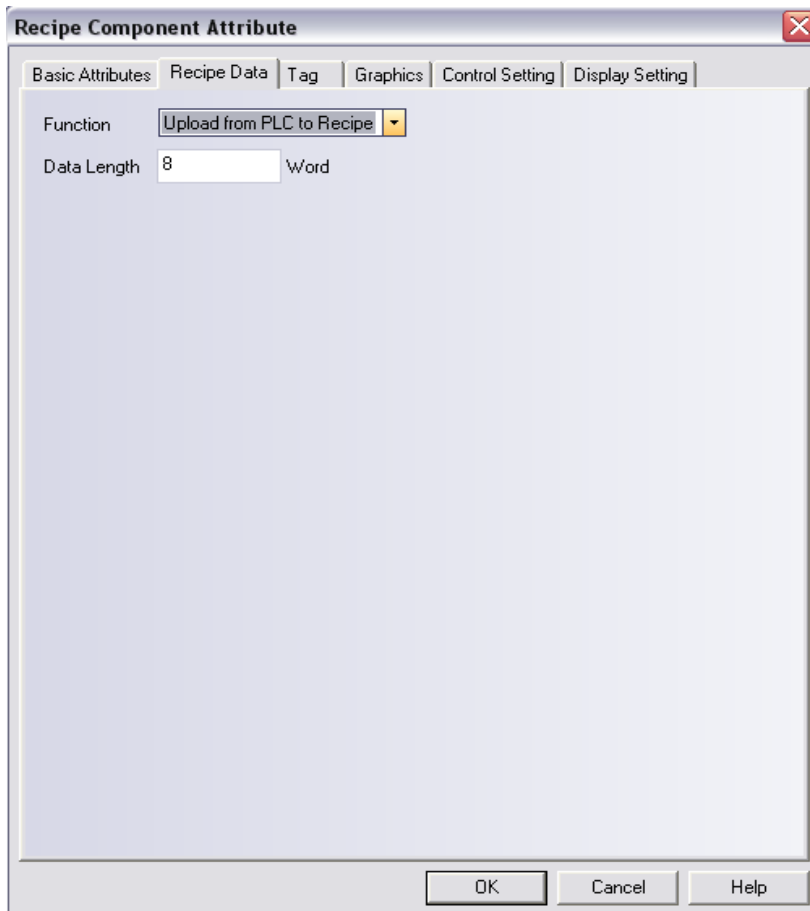 Recipe Component Attribute
Basic Attributes Recipe Data Tag Graphics Control Setting Display Setting
Function Upload from PLC to Recipe
Data Length 8 Word
OK Cancel Help